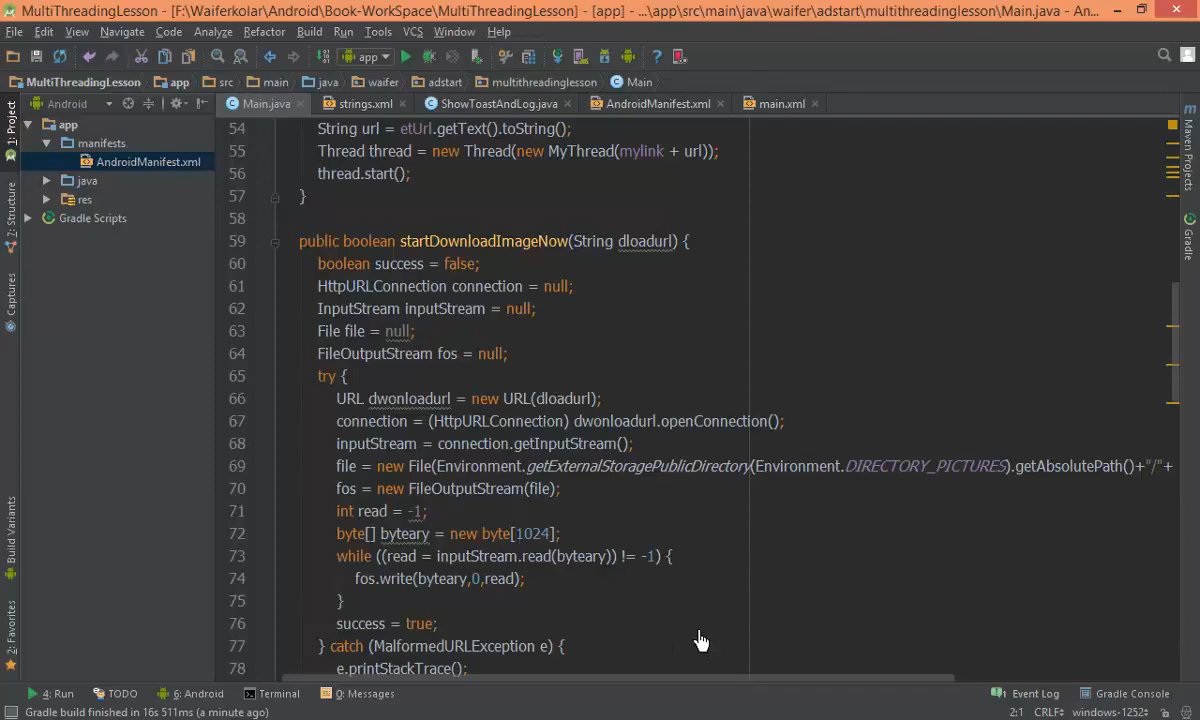 MultiThreadingLesson - [F:\Waiferkolar\Android\Book-WorkSpace\MultiThreadingLesson] - [app] - ...\app\src\main\java\waifer\adstart\multithreadinglesson\Main.java - An...
File Edit View Navigate Code Analyze Refactor Build Run Tools VCS Window Help
app
MultiThreadingLesson app src main java waifer adstart multithreadinglesson Main
Android
Main.java strings.xml ShowToastAndLog.java AndroidManifest.xml main.xml
1: Project
7: Structure
Captures
Build Variants
2: Favorites
app
manifests
AndroidManifest.xml
java
res
Gradle Scripts
54 String url = etUrl.getText().toString();
55 Thread thread = new Thread(new MyThread(mylink + url));
56 thread.start();
57 }
58
59 public boolean startDownloadImageNow(String dloadurl) {
60 boolean success = false;
61 HttpURLConnection connection = null;
62 InputStream inputStream = null;
63 File file = null;
64 FileOutputStream fos = null;
65 try {
66 URL dwonloadurl = new URL(dloadurl);
67 connection = (HttpURLConnection) dwonloadurl.openConnection();
68 inputStream = connection.getInputStream();
69 file = new File(Environment.getExternalStoragePublicDirectory(Environment.DIRECTORY_PICTURES).getAbsolutePath()+"/"+
70 fos = new FileOutputStream(file);
71 int read = -1;
72 byte[] byteary = new byte[1024];
73 while ((read = inputStream.read(byteary)) != -1) {
74 fos.write(byteary,0,read);
75 }
76 success = true;
77 } catch (MalformedURLException e) {
78 e.printStackTrace();
Maven Projects
Gradle
4: Run TODO 6: Android Terminal 0: Messages Event Log Gradle Console
Gradle build finished in 16s 511ms (a minute ago) 2:1 CRLF÷ windows-1252÷